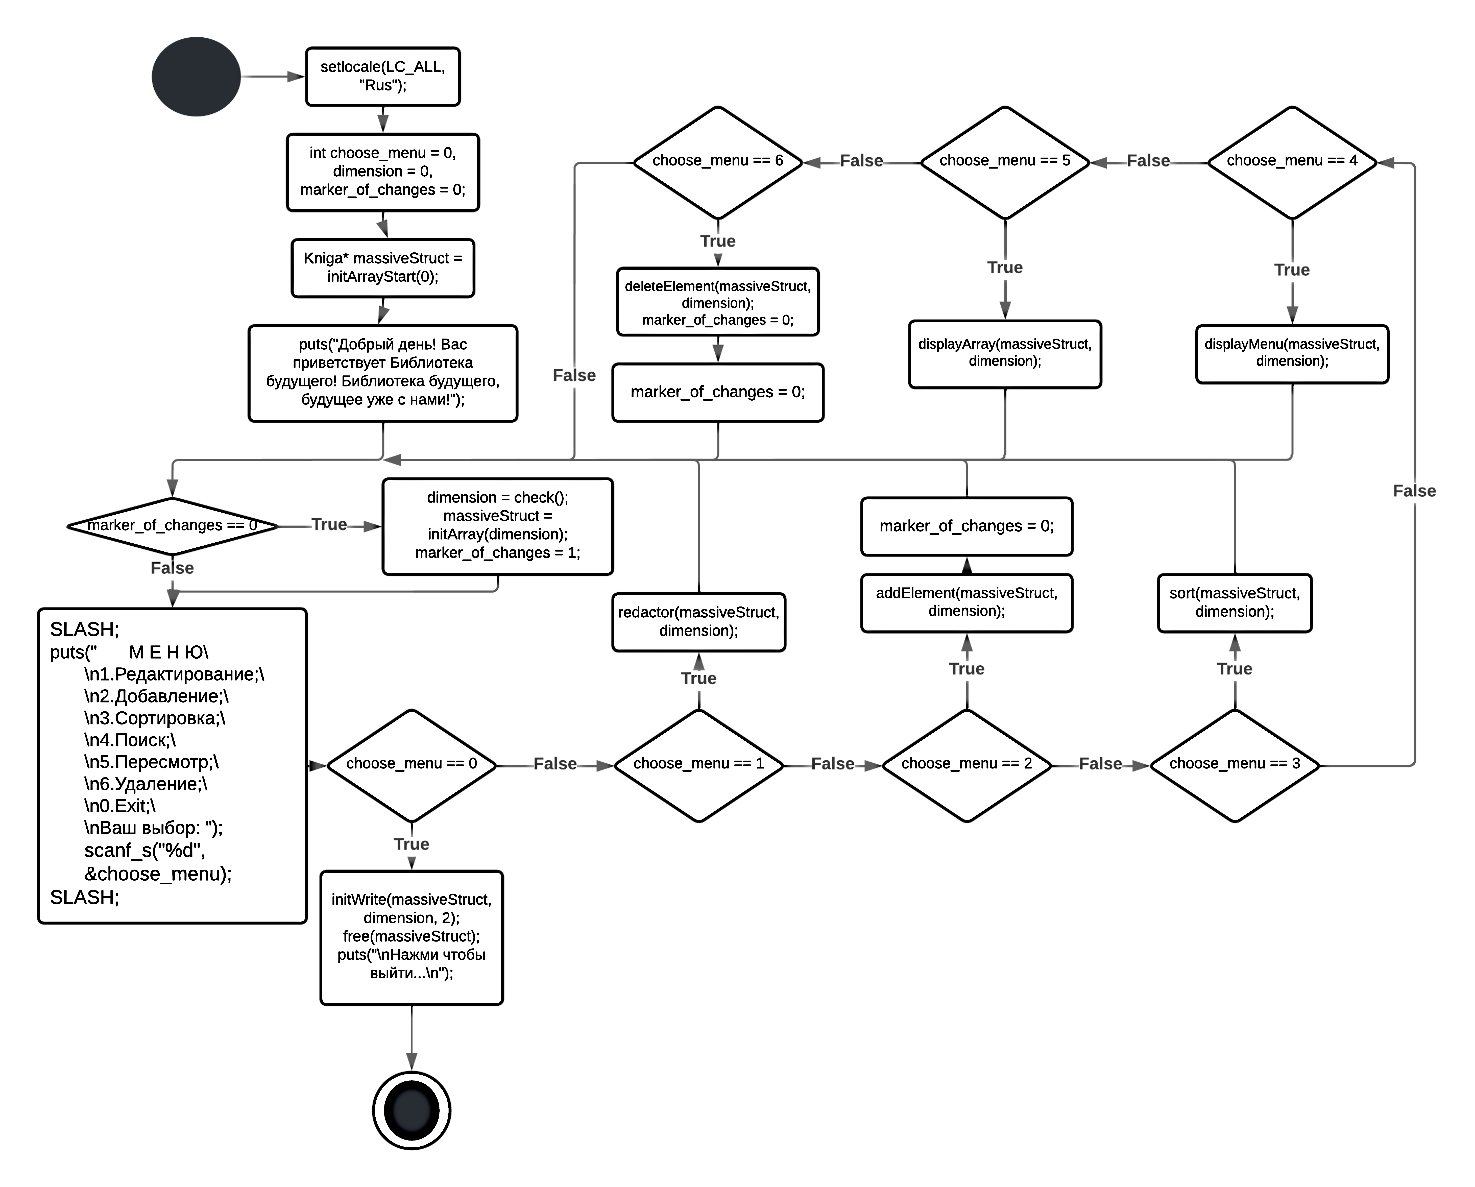 setlocale(LC_ALL,
"Rus");
int choose_menu = 0,
dimension = 0,
marker_of_changes = 0;
Kniga* massiveStruct =
initArrayStart(0);
puts("Добрый день! Вас
приветствует Библиотека
будущего! Библиотека будущего,
будущее уже с нами!");
marker_of_changes == 0
True
dimension = check();
massiveStruct =
initArray(dimension);
marker_of_changes = 1;
False
SLASH;
puts("      М Е Н Ю\
\n1.Редактирование;\
\n2.Добавление;\
\n3.Сортировка;\
\n4.Поиск;\
\n5.Пересмотр;\
\n6.Удаление;\
\n0.Exit;\
\nВаш выбор: ");
scanf_s("%d",
&choose_menu);
SLASH;
choose_menu == 0
True
initWrite(massiveStruct,
dimension, 2);
free(massiveStruct);
puts("\nНажми чтобы
выйти...\n");
False
choose_menu == 1
True
redactor(massiveStruct,
dimension);
False
choose_menu == 2
True
addElement(massiveStruct,
dimension);
marker_of_changes = 0;
False
choose_menu == 3
True
sort(massiveStruct,
dimension);
False
choose_menu == 4
True
displayMenu(massiveStruct,
dimension);
False
choose_menu == 5
True
displayArray(massiveStruct,
dimension);
False
choose_menu == 6
True
deleteElement(massiveStruct,
dimension);
marker_of_changes = 0;
marker_of_changes = 0;
False